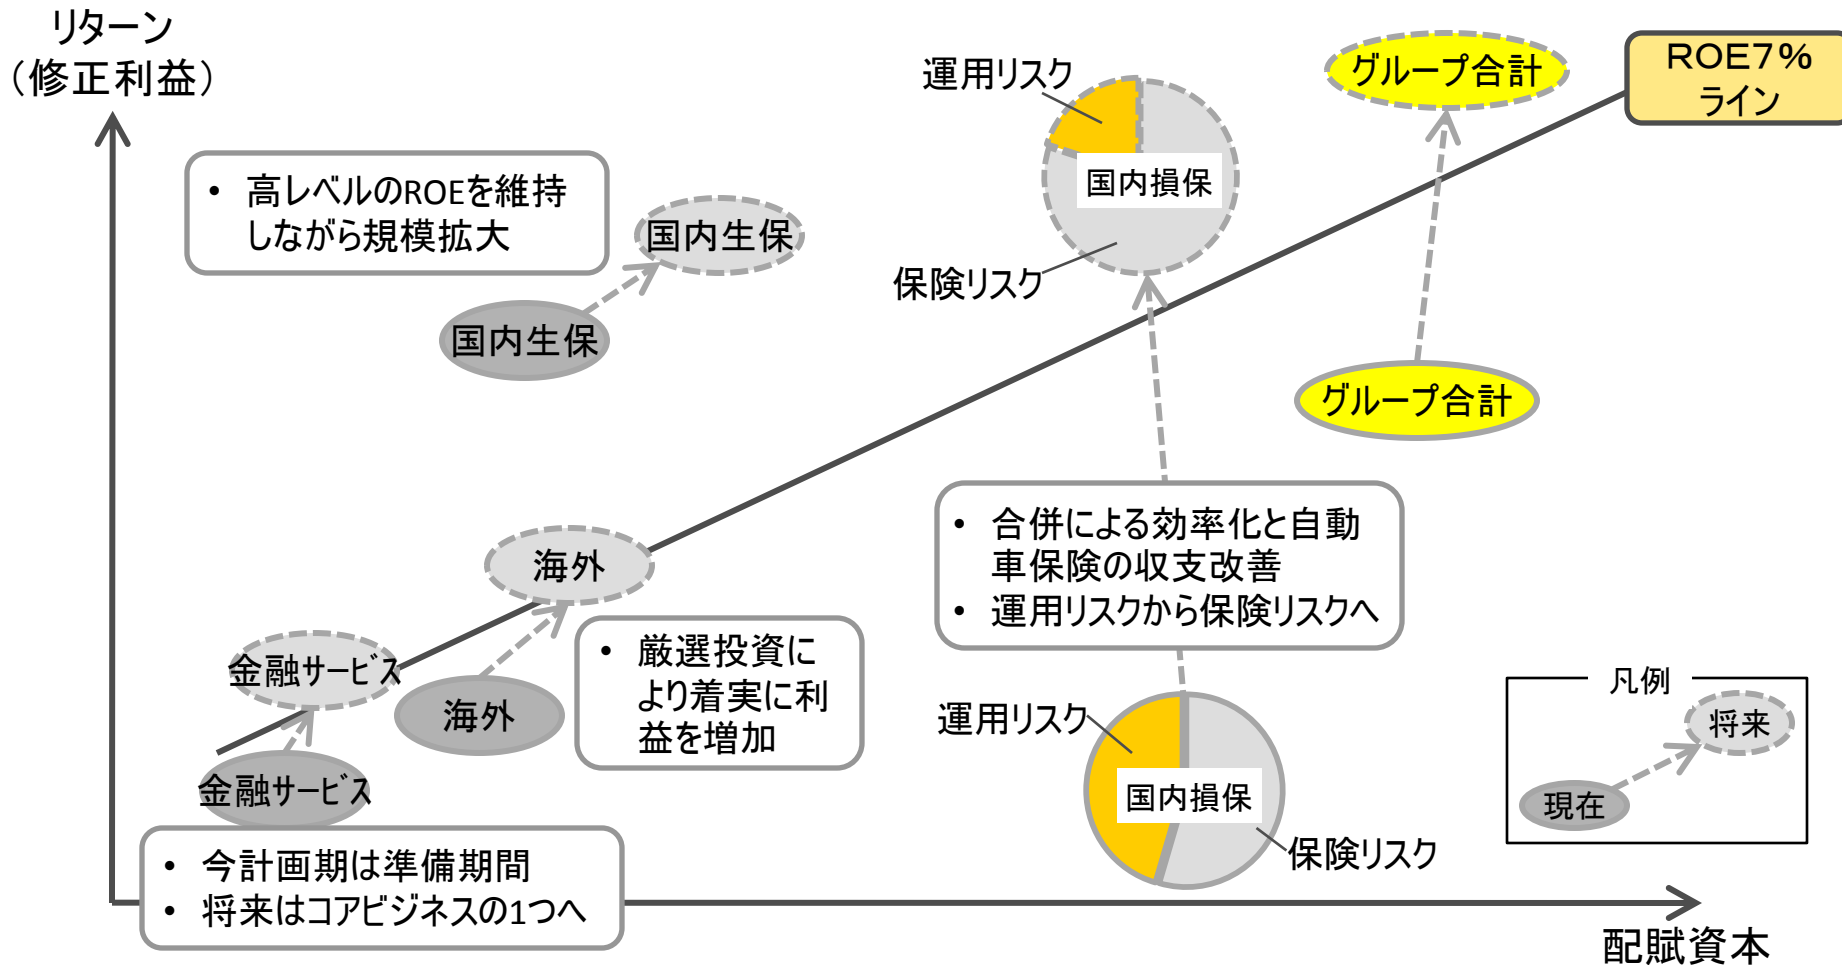 リターン
（修正利益）
運用リスク
グループ合計
ROE7%
ライン
• 高レベルのROEを維持
しながら規模拡大
国内生保
国内損保
保険リスク
国内生保
グループ合計
• 合併による効率化と自動
車保険の収支改善
• 運用リスクから保険リスクへ
海外
金融サービス
• 厳選投資に
より着実に利
益を増加
海外
金融サービス
運用リスク
国内損保
保険リスク
凡例
将来
現在
• 今計画期は準備期間
• 将来はコアビジネスの1つへ
配賦資本